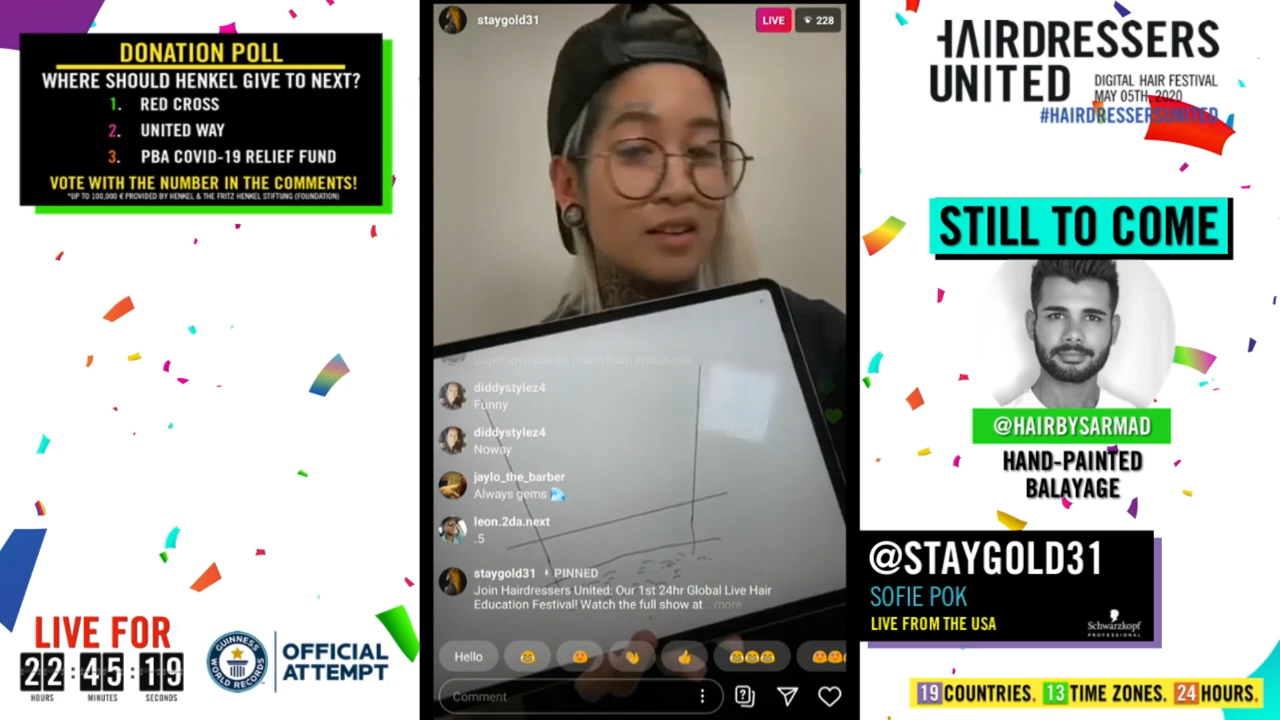 DONATION POLL
WHERE SHOULD HENKEL GIVE TO NEXT?
1. RED CROSS
2. UNITED WAY
3. PBA COVID-19 RELIEF FUND
VOTE WITH THE NUMBER IN THE COMMENTS!
*UP TO 100,000 € PROVIDED BY HENKEL & THE FRITZ HENKEL STIFTUNG (FOUNDATION)
LIVE FOR
22:45:19
HOURS MINUTES SECONDS
GUINNESS WORLD RECORDS
OFFICIAL
ATTEMPT
staygold31
LIVE
228
diddystylez4
Funny
diddystylez4
Noway
jaylo_the_barber
Always gems
leon.2da.next
.5
staygold31 PINNED
Join Hairdressers United: Our 1st 24hr Global Live Hair
Education Festival! Watch the full show at... more
Hello
Comment
HAIRDRESSERS
UNITED
DIGITAL HAIR FESTIVAL
MAY 05TH, 2020
#HAIRDRESSERSUNITED
STILL TO COME
@HAIRBYSARMAD
HAND-PAINTED
BALAYAGE
@STAYGOLD31
SOFIE POK
LIVE FROM THE USA
Schwarzkopf
PROFESSIONAL
19 COUNTRIES. 13 TIME ZONES. 24 HOURS.